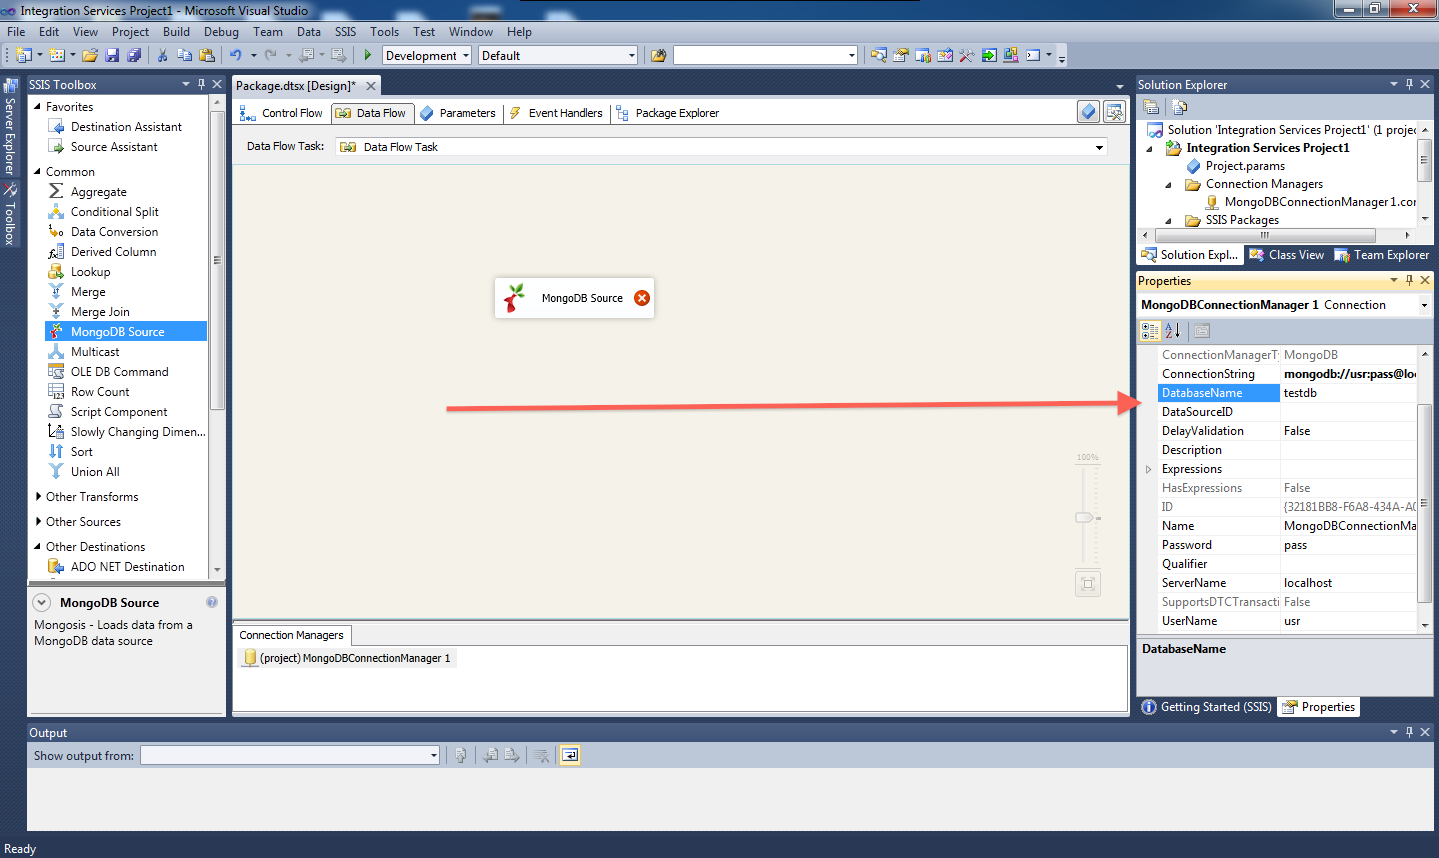 Integration Services Project1 - Microsoft Visual Studio
File Edit View Project Build Debug Team Data SSIS Tools Test Window Help
Development Default
Server Explorer
Toolbox
SSIS Toolbox
Favorites
Destination Assistant
Source Assistant
Common
Aggregate
Conditional Split
Data Conversion
Derived Column
Lookup
Merge
Merge Join
MongoDB Source
Multicast
OLE DB Command
Row Count
Script Component
Slowly Changing Dimen...
Sort
Union All
Other Transforms
Other Sources
Other Destinations
ADO NET Destination
MongoDB Source
Mongosis - Loads data from a
MongoDB data source
Package.dtsx [Design]*
Control Flow Data Flow Parameters Event Handlers Package Explorer
Data Flow Task: Data Flow Task
MongoDB Source
100%
Connection Managers
(project) MongoDBConnectionManager 1
Solution Explorer
Solution 'Integration Services Project1' (1 projec
Integration Services Project1
Project.params
Connection Managers
MongoDBConnectionManager 1.con
SSIS Packages
Solution Expl... Class View Team Explorer
Properties
MongoDBConnectionManager 1 Connection
ConnectionManagerTy MongoDB
ConnectionString mongodb://usr:pass@loc
DatabaseName testdb
DataSourceID
DelayValidation False
Description
Expressions
HasExpressions False
ID {32181BB8-F6A8-434A-A0
Name MongoDBConnectionMa
Password pass
Qualifier
ServerName localhost
SupportsDTCTransacti False
UserName usr
DatabaseName
Getting Started (SSIS) Properties
Output
Show output from:
Ready